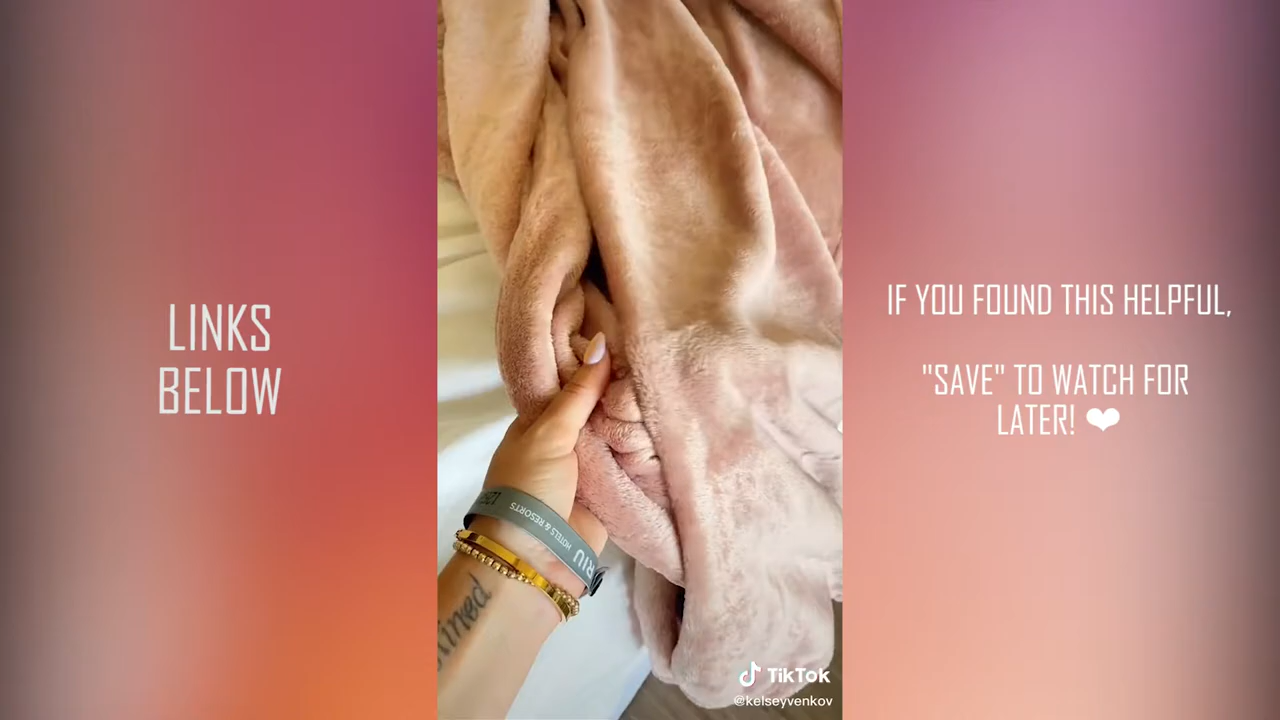 LINKS
BELOW
IF YOU FOUND THIS HELPFUL,
"SAVE" TO WATCH FOR
LATER! ❤
HOTELS & RESORTS
RIU
TikTok
@kelseyvenkov